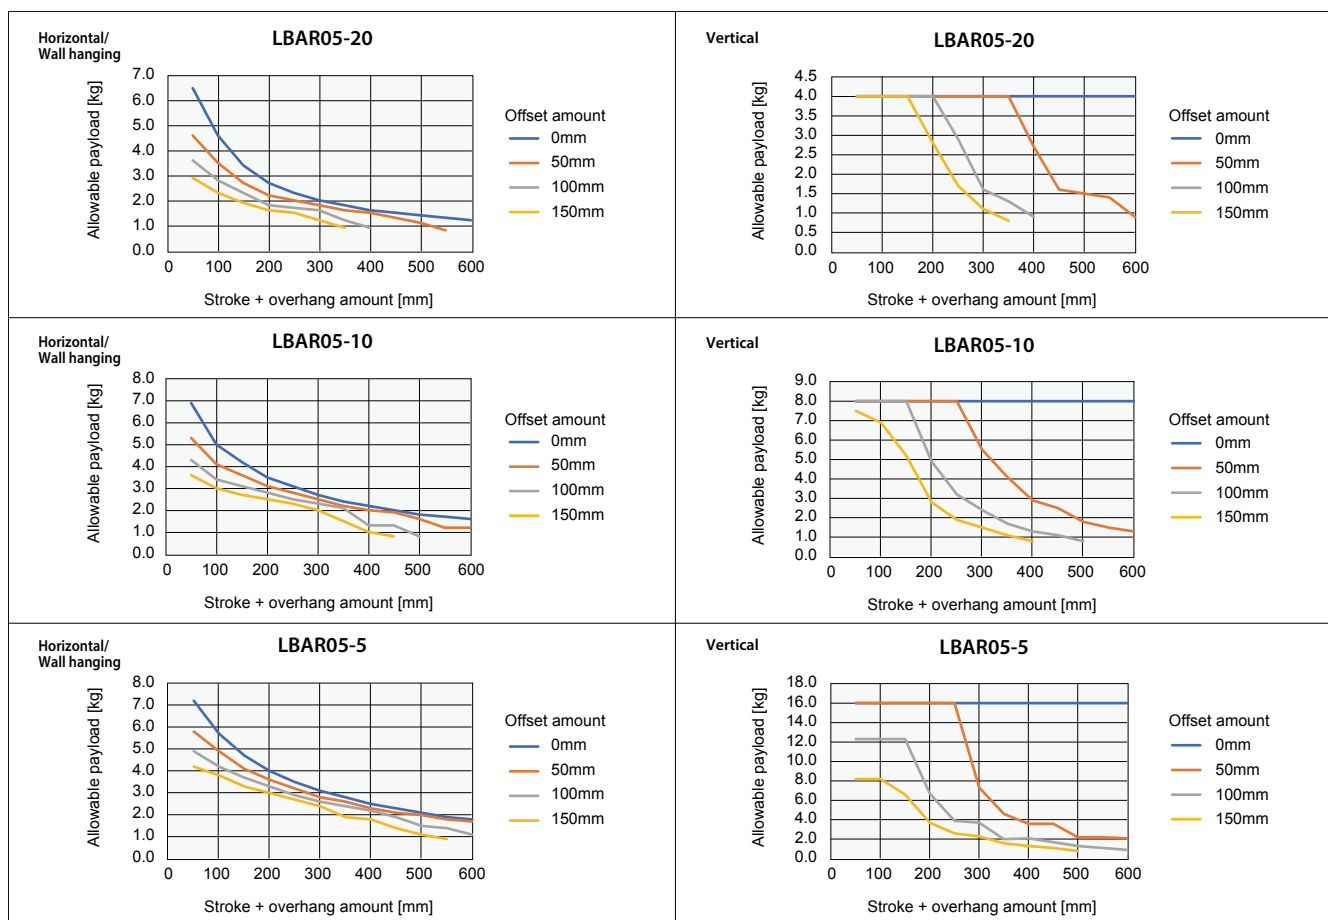 Horizontal/
Wall hanging
LBAR05-20
Allowable payload [kg]
7.0
6.0
5.0
4.0
3.0
2.0
1.0
0.0
0 100 200 300 400 500 600
Stroke + overhang amount [mm]
Offset amount
0mm
50mm
100mm
150mm
Vertical
LBAR05-20
Allowable payload [kg]
4.5
4.0
3.5
3.0
2.5
2.0
1.5
1.0
0.5
0.0
0 100 200 300 400 500 600
Stroke + overhang amount [mm]
Offset amount
0mm
50mm
100mm
150mm
Horizontal/
Wall hanging
LBAR05-10
Allowable payload [kg]
8.0
7.0
6.0
5.0
4.0
3.0
2.0
1.0
0.0
0 100 200 300 400 500 600
Stroke + overhang amount [mm]
Offset amount
0mm
50mm
100mm
150mm
Vertical
LBAR05-10
Allowable payload [kg]
9.0
8.0
7.0
6.0
5.0
4.0
3.0
2.0
1.0
0.0
0 100 200 300 400 500 600
Stroke + overhang amount [mm]
Offset amount
0mm
50mm
100mm
150mm
Horizontal/
Wall hanging
LBAR05-5
Allowable payload [kg]
8.0
7.0
6.0
5.0
4.0
3.0
2.0
1.0
0.0
0 100 200 300 400 500 600
Stroke + overhang amount [mm]
Offset amount
0mm
50mm
100mm
150mm
Vertical
LBAR05-5
Allowable payload [kg]
18.0
16.0
14.0
12.0
10.0
8.0
6.0
4.0
2.0
0.0
0 100 200 300 400 500 600
Stroke + overhang amount [mm]
Offset amount
0mm
50mm
100mm
150mm